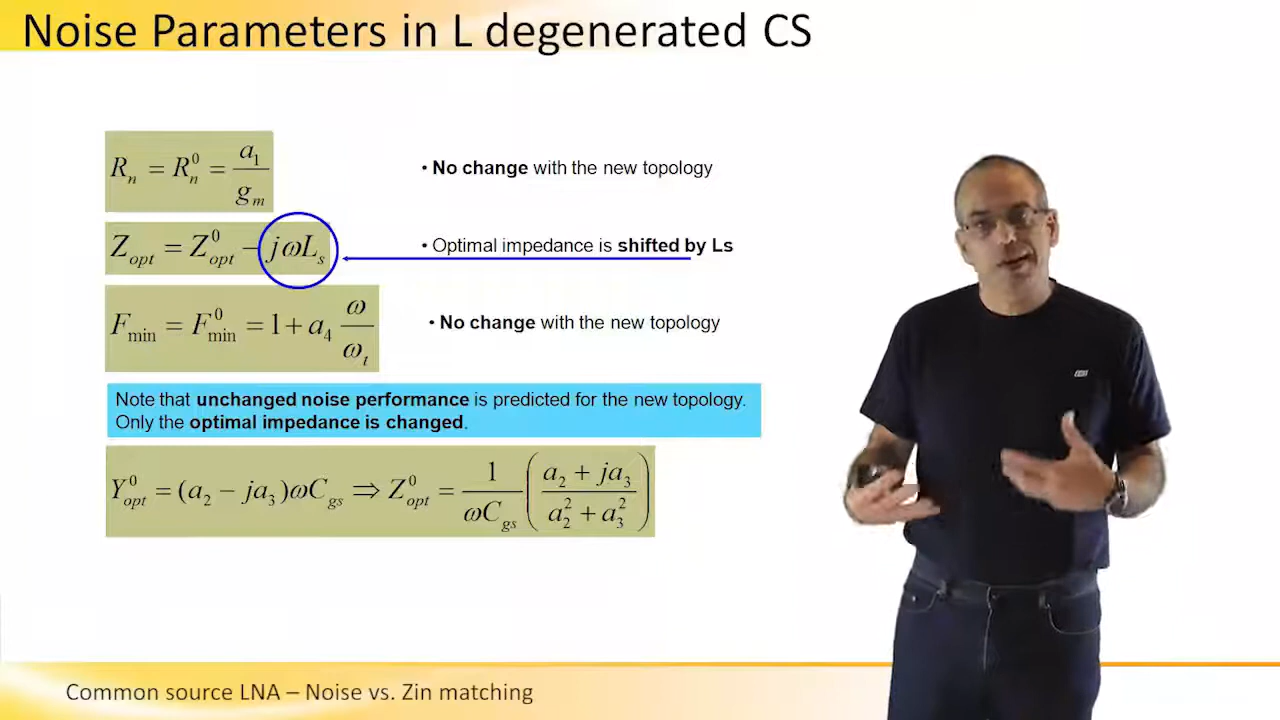 Noise Parameters in L degenerated CS
R_n = R_n^0 = a_1 / g_m
• No change with the new topology
Z_opt = Z_opt^0 − jωL_s
• Optimal impedance is shifted by Ls
F_min = F_min^0 = 1 + a_4 ω / ω_t
• No change with the new topology
Note that unchanged noise performance is predicted for the new topology.
Only the optimal impedance is changed.
Y_opt^0 = (a_2 − ja_3)ωC_gs ⇒ Z_opt^0 = 1 / ωC_gs ( a_2 + ja_3 / a_2^2 + a_3^2 )
Common source LNA – Noise vs. Zin matching